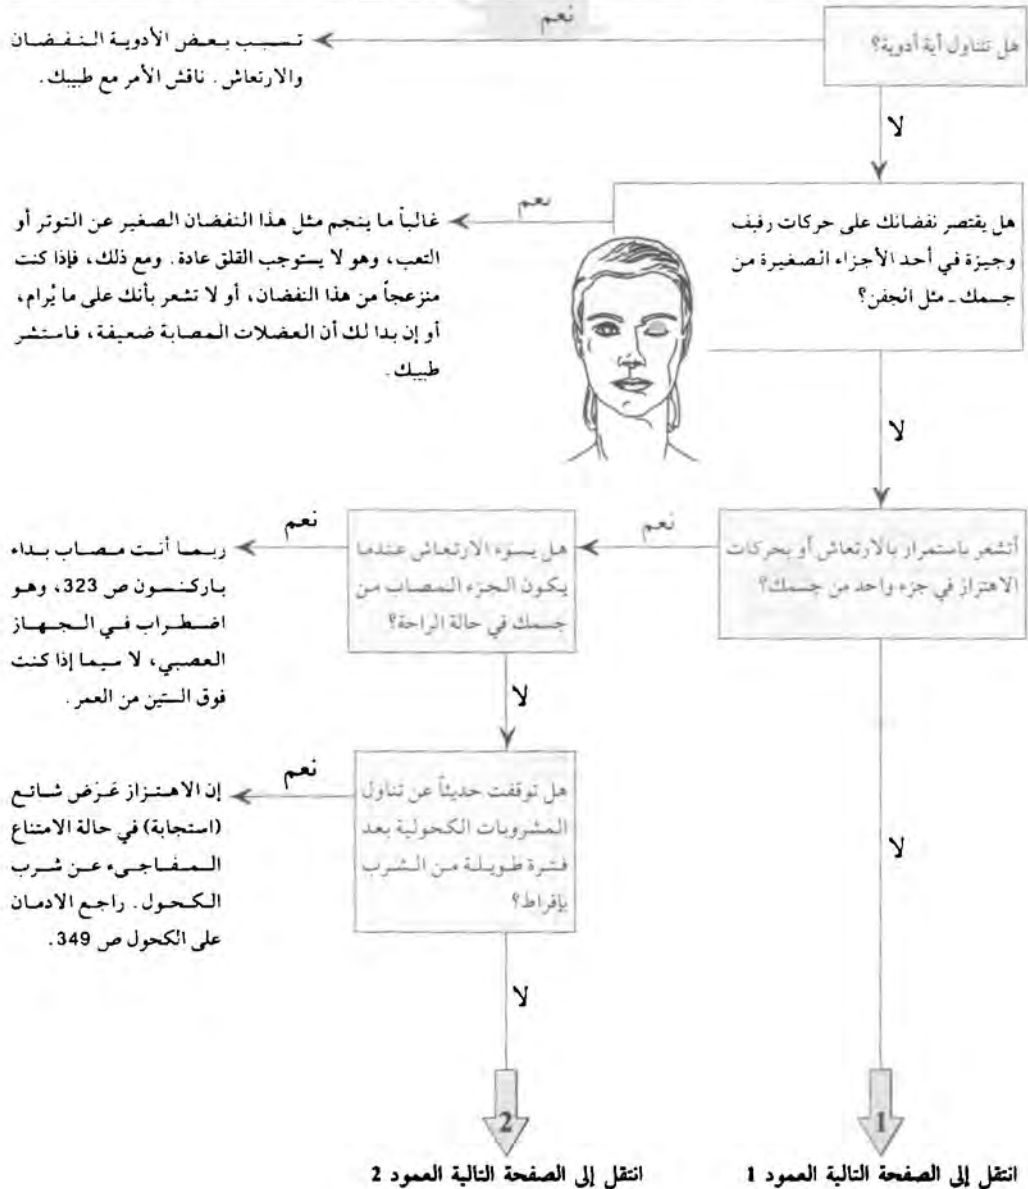 هل تتناول أية أدوية؟
نعم
تسبب بعض الأدوية النفضان
والارتعاش. ناقش الأمر مع طبيبك.
لا
هل يقتصر نفضانك على حركات رفيف
وجيزة في أحد الأجزاء الصغيرة من
جسمك ـ مثل الجفن؟
نعم
غالباً ما ينجم مثل هذا النفضان الصغير عن التوتر أو
التعب، وهو لا يستوجب القلق عادة. ومع ذلك، فإذا كنت
منزعجاً من هذا النفضان، أو لا تشعر بأنك على ما يُرام،
أو إن بدا لك أن العضلات المصابة ضعيفة، فاستشر
طبيبك.
لا
أتشعر باستمرار بالارتعاش أو بحركات
الاهتزاز في جزء واحد من جسمك؟
نعم
هل يسوء الارتعاش عندما
يكون الجزء المصاب من
جسمك في حالة الراحة؟
نعم
ربما أنت مصاب بداء
باركنسون ص 323، وهو
اضطراب في الجهاز
العصبي، لا سيما إذا كنت
فوق الستين من العمر.
لا
هل توقفت حديثاً عن تناول
المشروبات الكحولية بعد
فترة طويلة من الشرب
بإفراط؟
نعم
إن الاهتزاز عَرَض شائع
(استجابة) في حالة الامتناع
المفاجىء عن شرب
الكحول. راجع الادمان
على الكحول ص 349.
لا
لا
1
2
انتقل إلى الصفحة التالية العمود 1
انتقل إلى الصفحة التالية العمود 2